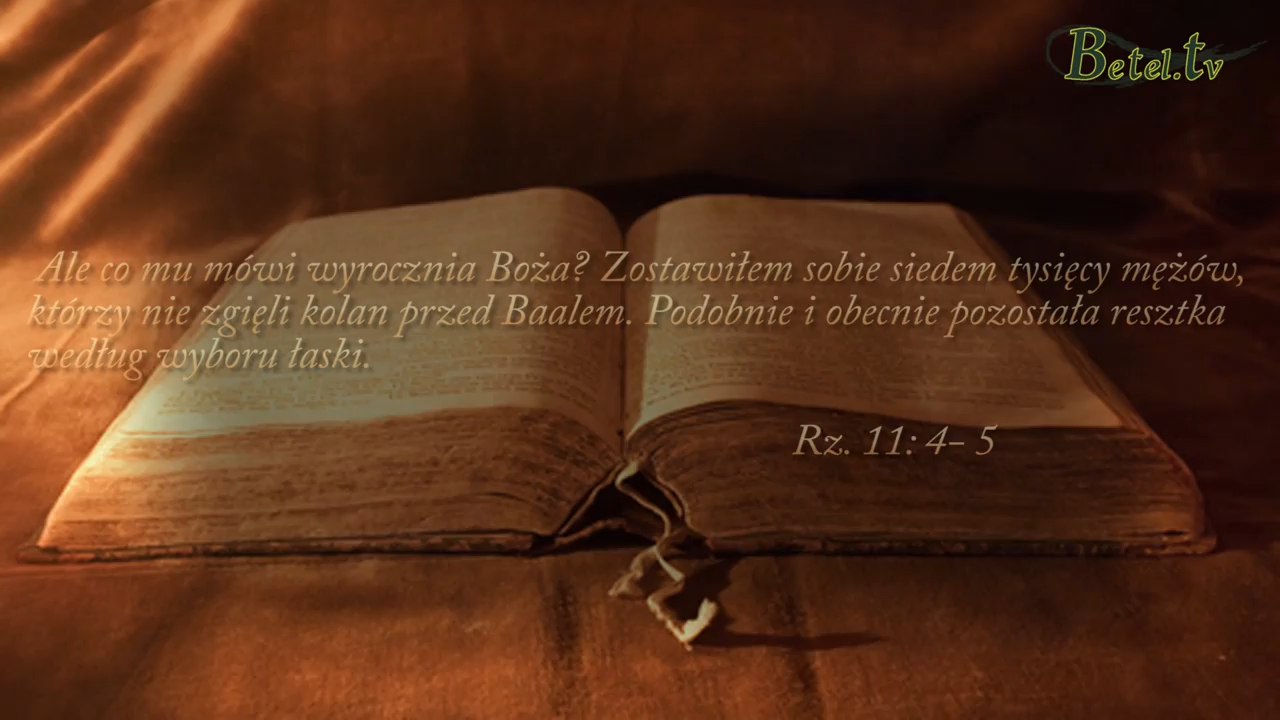 Betel.tv
Ale co mu mówi wyrocznia Boża? Zostawiłem sobie siedem tysięcy mężów,
którzy nie zgięli kolan przed Baalem. Podobnie i obecnie pozostała resztka
według wyboru łaski.
Rz. 11: 4– 5